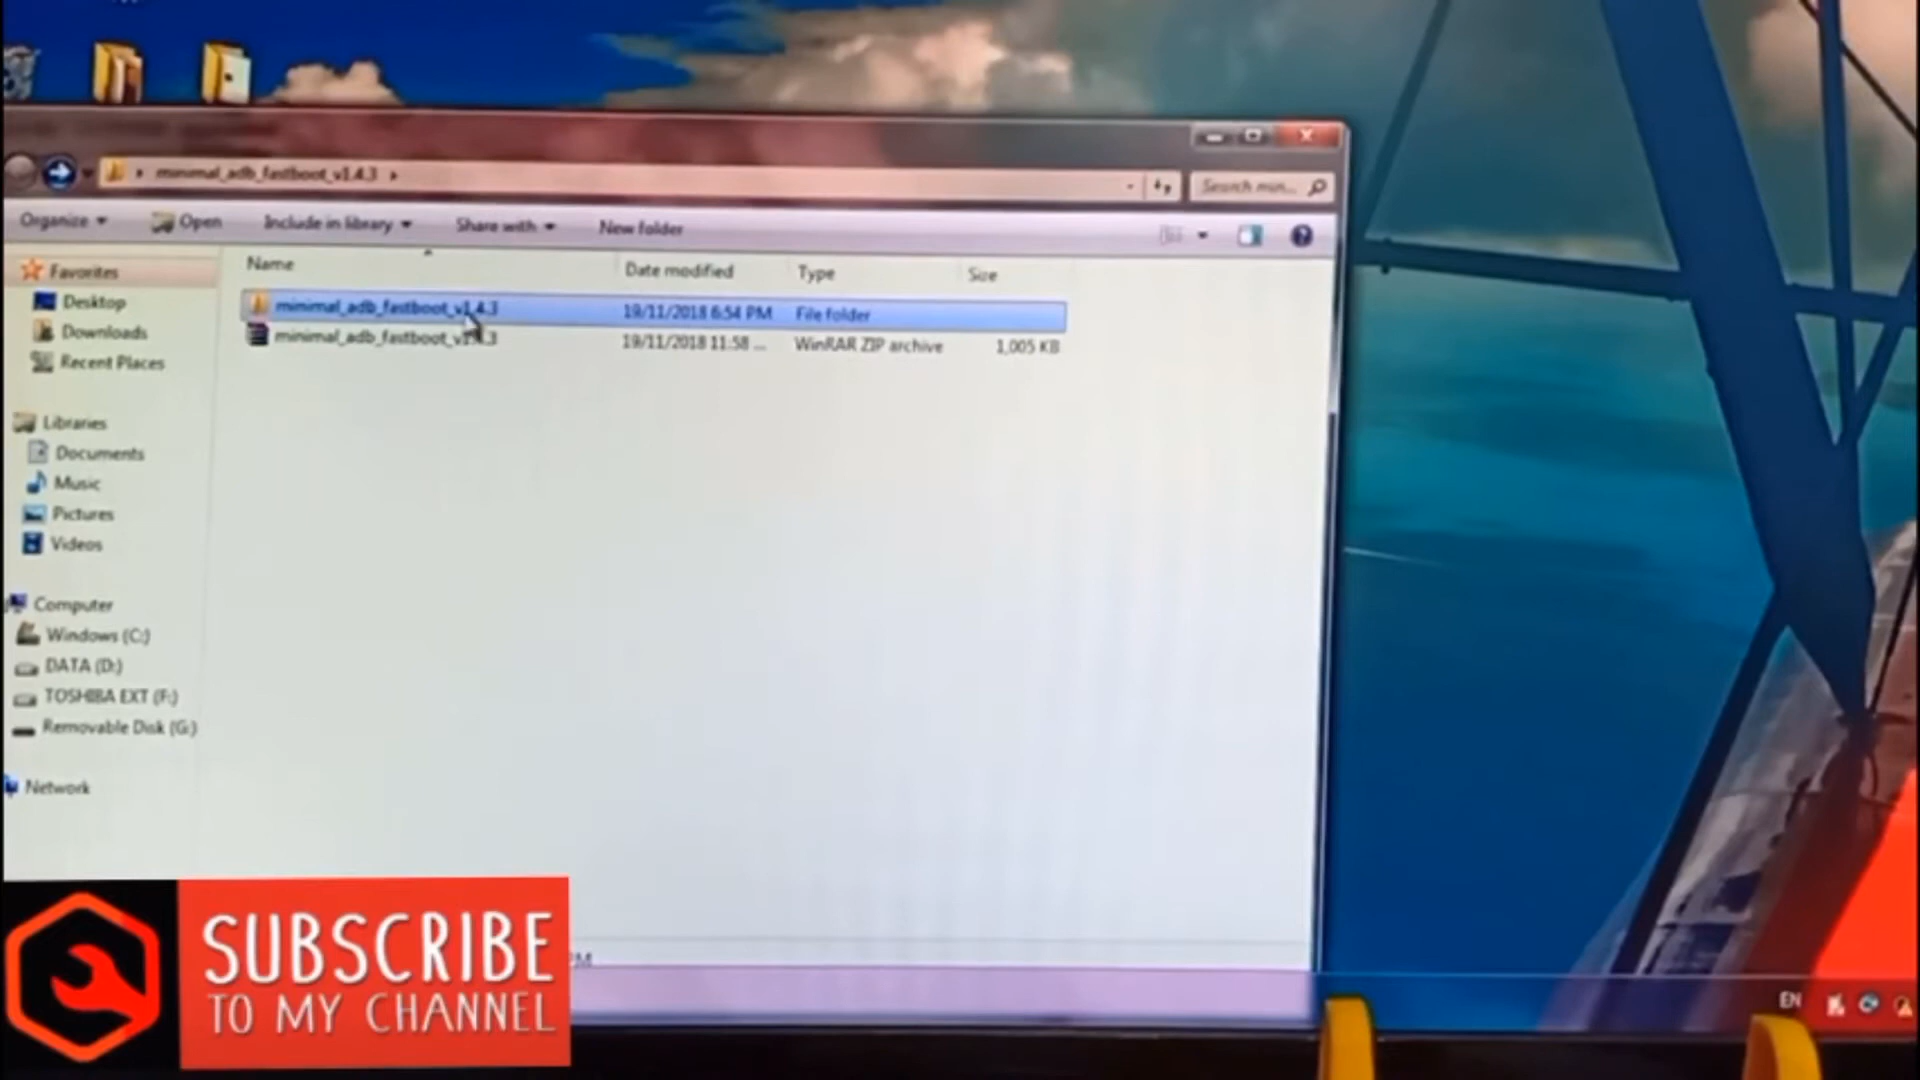 minimal_adb_fastboot_v1.4.3
Search min...
Organize
Open
Include in library
Share with
New folder
Name
Date modified
Type
Size
minimal_adb_fastboot_v1.4.3
19/11/2018 6:54 PM
File folder
minimal_adb_fastboot_v1.4.3
19/11/2018 11:58 ...
WinRAR ZIP archive
1,005 KB
Favorites
Desktop
Downloads
Recent Places
Libraries
Documents
Music
Pictures
Videos
Computer
Windows (C:)
DATA (D:)
TOSHIBA EXT (F:)
Removable Disk (G:)
Network
PM
SUBSCRIBE
TO MY CHANNEL
EN